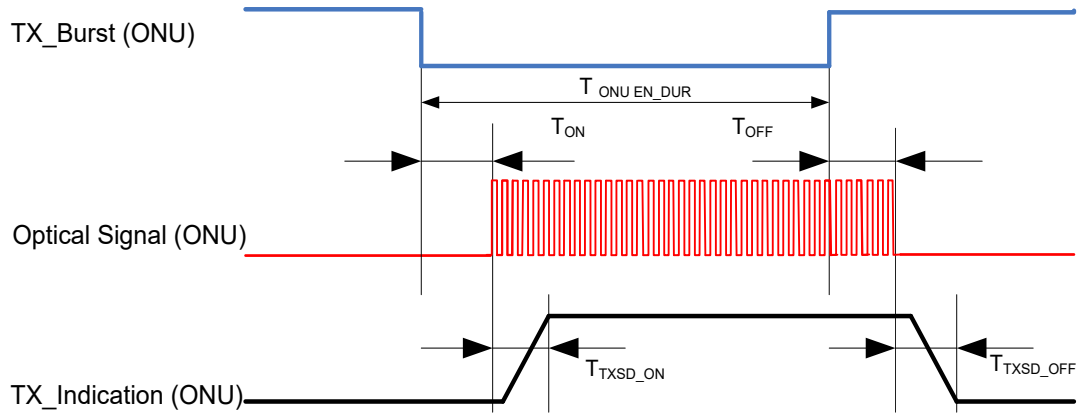 TX_Burst (ONU)
T ONU EN_DUR
TON
TOFF
Optical Signal (ONU)
TTXSD_ON
TTXSD_OFF
TX_Indication (ONU)